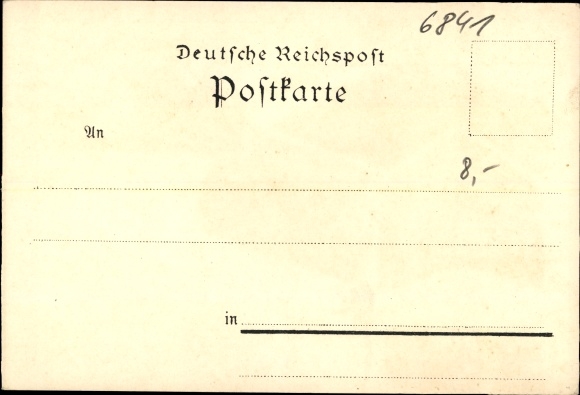 6841
Deutſche Reichspoſt
Poſtkarte
An
8,-
in